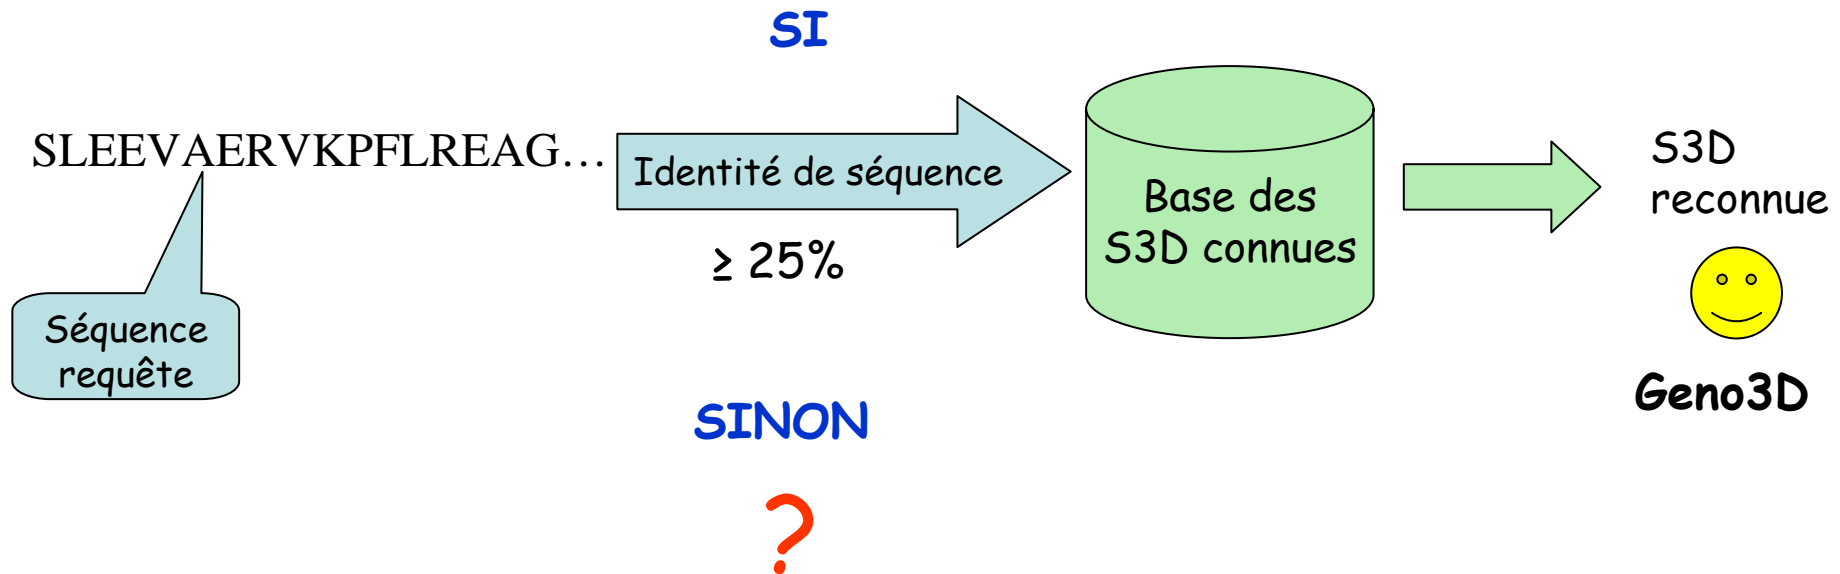 SI
SLEEVAERVKPFLREAG...
Identité de séquence
≥ 25%
Base des
S3D connues
S3D
reconnue
Séquence
requête
Geno3D
SINON
?